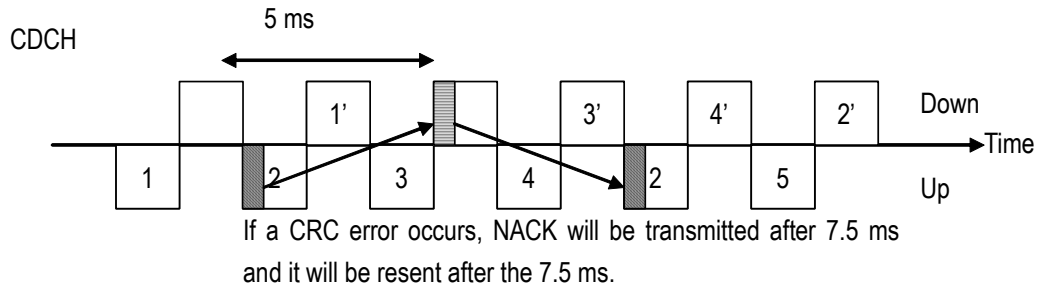 5 ms
CDCH
1’ 3’ 4’ 2’ Down
Time
1 2 3 4 2 5 Up
If a CRC error occurs, NACK will be transmitted after 7.5 ms
and it will be resent after the 7.5 ms.